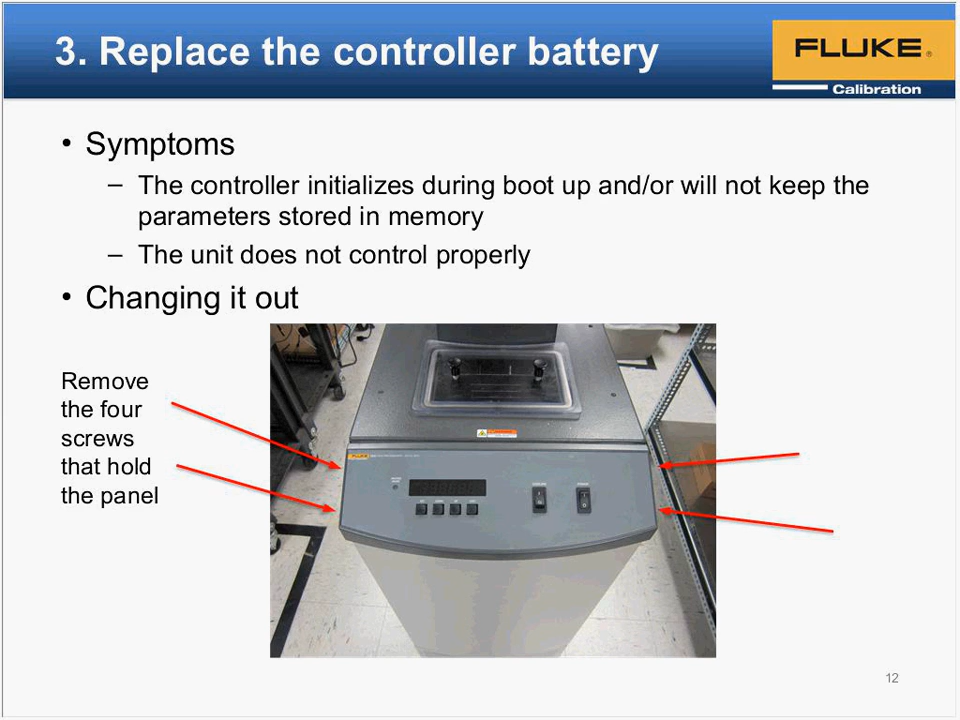 3. Replace the controller battery
FLUKE®
Calibration
• Symptoms
– The controller initializes during boot up and/or will not keep the
parameters stored in memory
– The unit does not control properly
• Changing it out
Remove
the four
screws
that hold
the panel
FLUKE
12